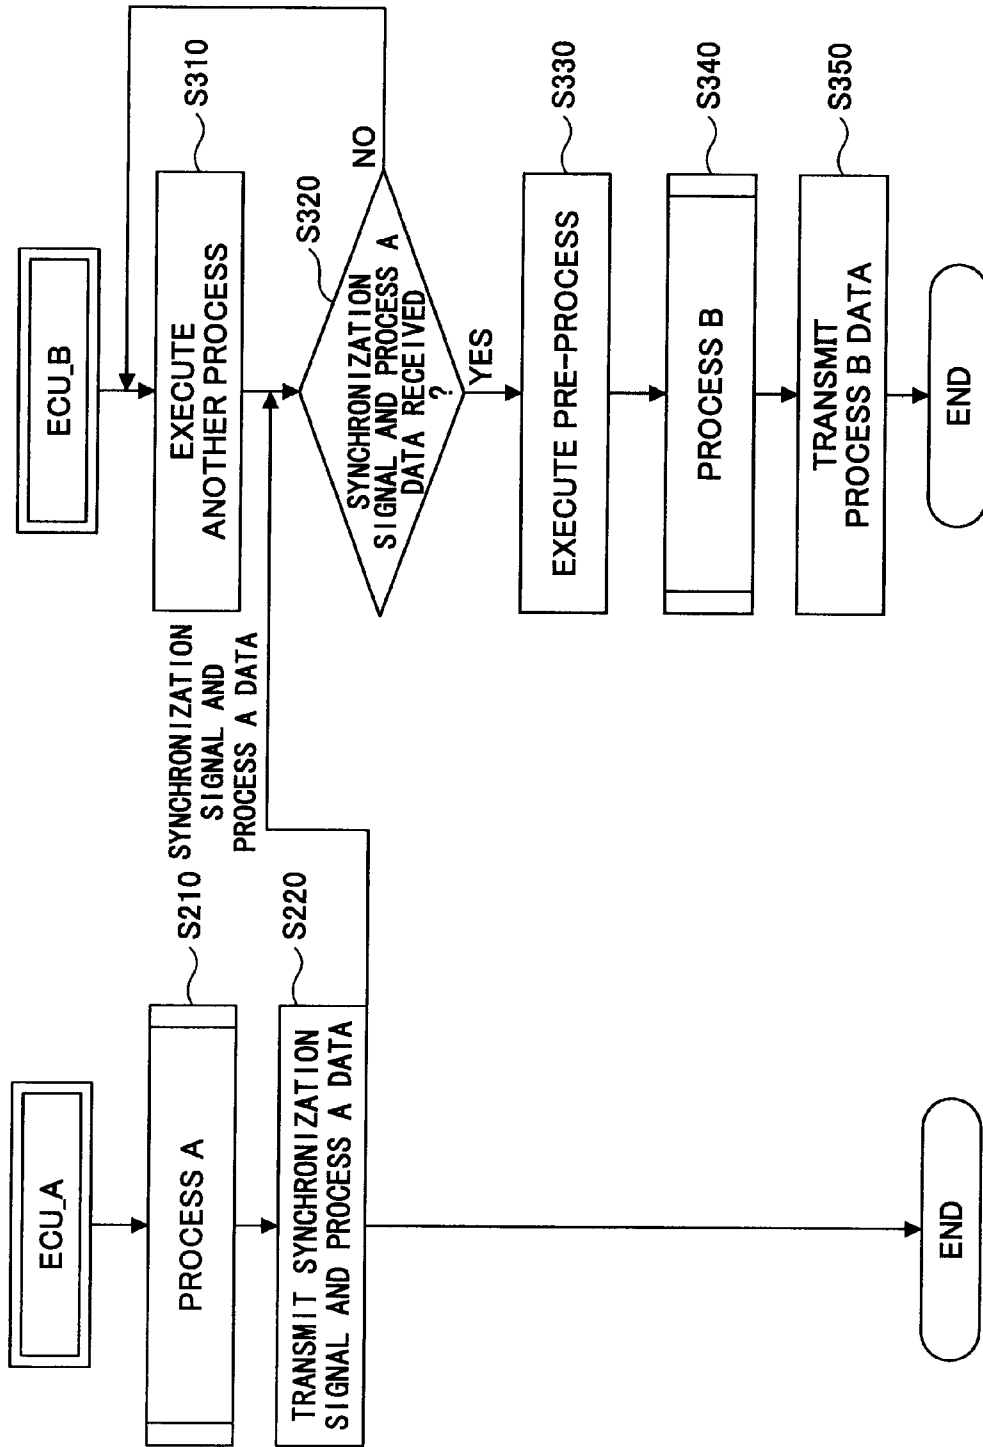 ECU_A
PROCESS A
S210
TRANSMIT SYNCHRONIZATION
SIGNAL AND PROCESS A DATA
S220
END
SYNCHRONIZATION
SIGNAL AND
PROCESS A DATA
ECU_B
EXECUTE
ANOTHER PROCESS
S310
SYNCHRONIZATION
SIGNAL AND PROCESS A
DATA RECEIVED
?
S320
NO
YES
EXECUTE PRE-PROCESS
S330
PROCESS B
S340
TRANSMIT
PROCESS B DATA
S350
END